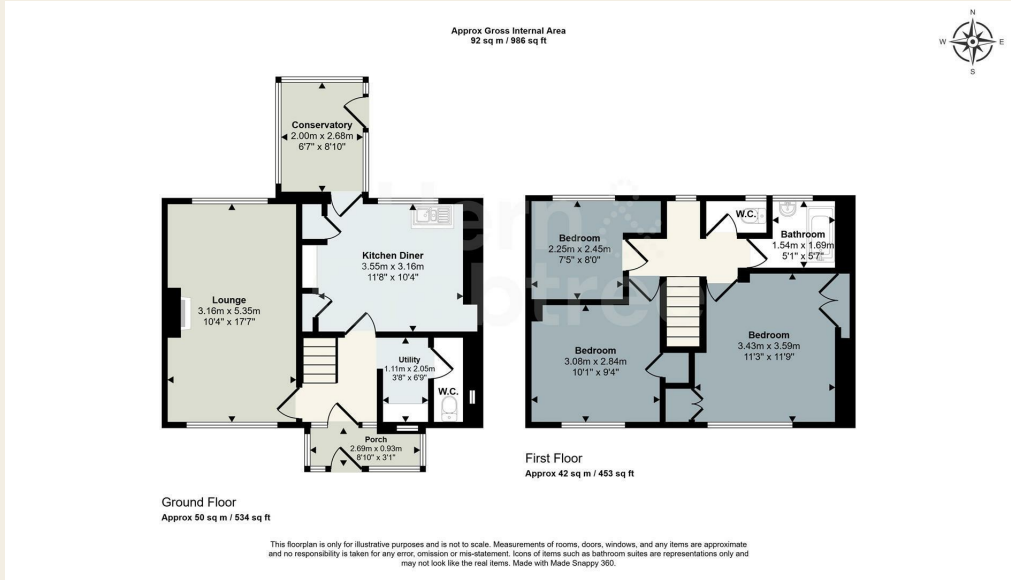 Approx Gross Internal Area
92 sq m / 986 sq ft
N
W
E
S
Conservatory
2.00m x 2.68m
6'7" x 8'10"
Kitchen Diner
3.55m x 3.16m
11'8" x 10'4"
Lounge
3.16m x 5.35m
10'4" x 17'7"
Utility
1.11m x 2.05m
3'8" x 6'9"
W.C.
Porch
2.69m x 0.93m
8'10" x 3'1"
Ground Floor
Approx 50 sq m / 534 sq ft
Bedroom
2.25m x 2.45m
7'5" x 8'0"
W.C.
Bathroom
1.54m x 1.69m
5'1" x 5'7"
Bedroom
3.08m x 2.84m
10'1" x 9'4"
Bedroom
3.43m x 3.59m
11'3" x 11'9"
First Floor
Approx 42 sq m / 453 sq ft
This floorplan is only for illustrative purposes and is not to scale. Measurements of rooms, doors, windows, and any items are approximate
and no responsibility is taken for any error, omission or mis-statement. Icons of items such as bathroom suites are representations only and
may not look like the real items. Made with Made Snappy 360.